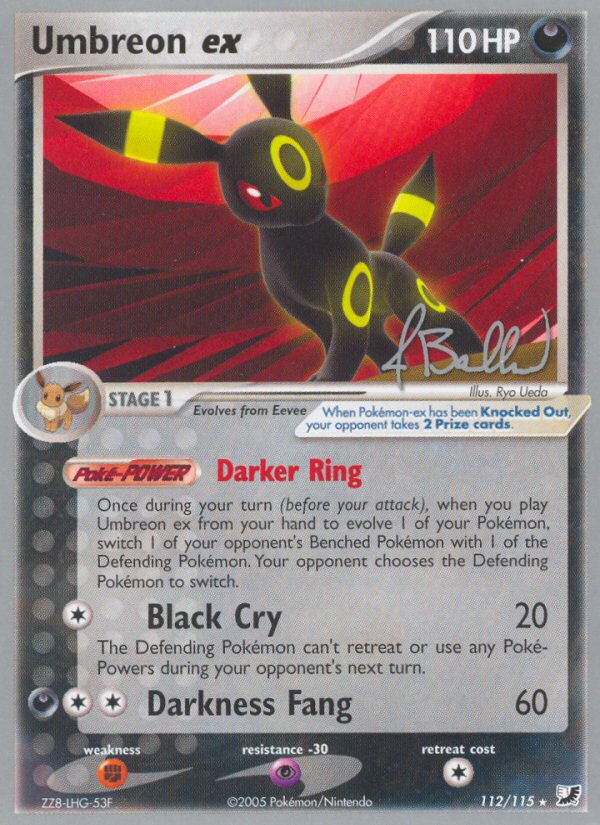 Umbreon ex 110 HP
J Balla
Illus. Ryo Ueda
STAGE 1
Evolves from Eevee
When Pokémon-ex has been Knocked Out,
your opponent takes 2 Prize cards.
Poké-POWER Darker Ring
Once during your turn (before your attack), when you play
Umbreon ex from your hand to evolve 1 of your Pokémon,
switch 1 of your opponent's Benched Pokémon with 1 of the
Defending Pokémon. Your opponent chooses the Defending
Pokémon to switch.
Black Cry 20
The Defending Pokémon can't retreat or use any Poké-
Powers during your opponent's next turn.
Darkness Fang 60
weakness resistance -30 retreat cost
ZZ8-LHG-53F ©2005 Pokémon/Nintendo 112/115 ★